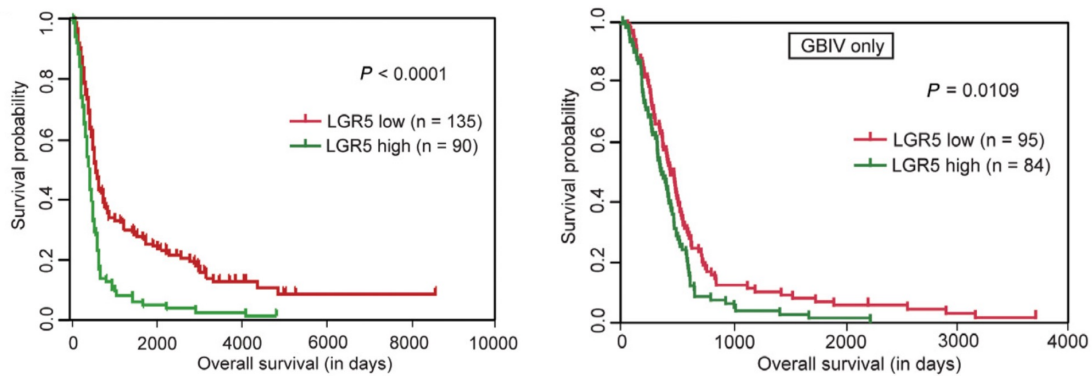 Survival probability
1.0
0.8
0.6
0.4
0.2
0.0
P < 0.0001
LGR5 low (n = 135)
LGR5 high (n = 90)
0 2000 4000 6000 8000 10000
Overall survival (in days)
Survival probability
1.0
0.8
0.6
0.4
0.2
0.0
GBIV only
P = 0.0109
LGR5 low (n = 95)
LGR5 high (n = 84)
0 1000 2000 3000 4000
Overall survival (in days)